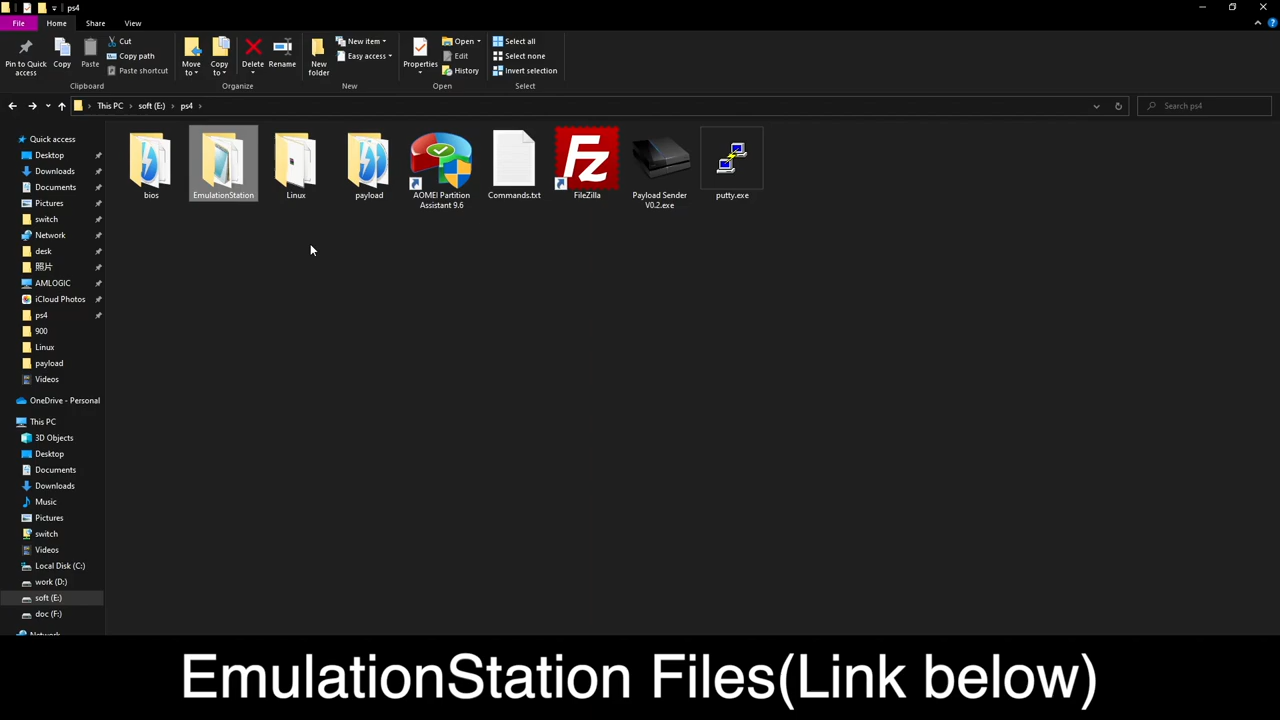 ps4
File
Home
Share
View
Pin to Quick
access
Copy
Paste
Cut
Copy path
Paste shortcut
Clipboard
Move
to
Copy
to
Delete
Rename
Organize
New
folder
New item
Easy access
New
Properties
Open
Edit
History
Open
Select all
Select none
Invert selection
Select
This PC
soft (E:)
ps4
Search ps4
Quick access
Desktop
Downloads
Documents
Pictures
switch
Network
desk
照片
AMLOGIC
iCloud Photos
ps4
900
Linux
payload
Videos
OneDrive - Personal
This PC
3D Objects
Desktop
Documents
Downloads
Music
Pictures
switch
Videos
Local Disk (C:)
work (D:)
soft (E:)
doc (F:)
Network
bios
EmulationStation
Linux
payload
AOMEI Partition
Assistant 9.6
Commands.txt
Fz
FileZilla
Payload Sender
V0.2.exe
putty.exe
EmulationStation Files(Link below)